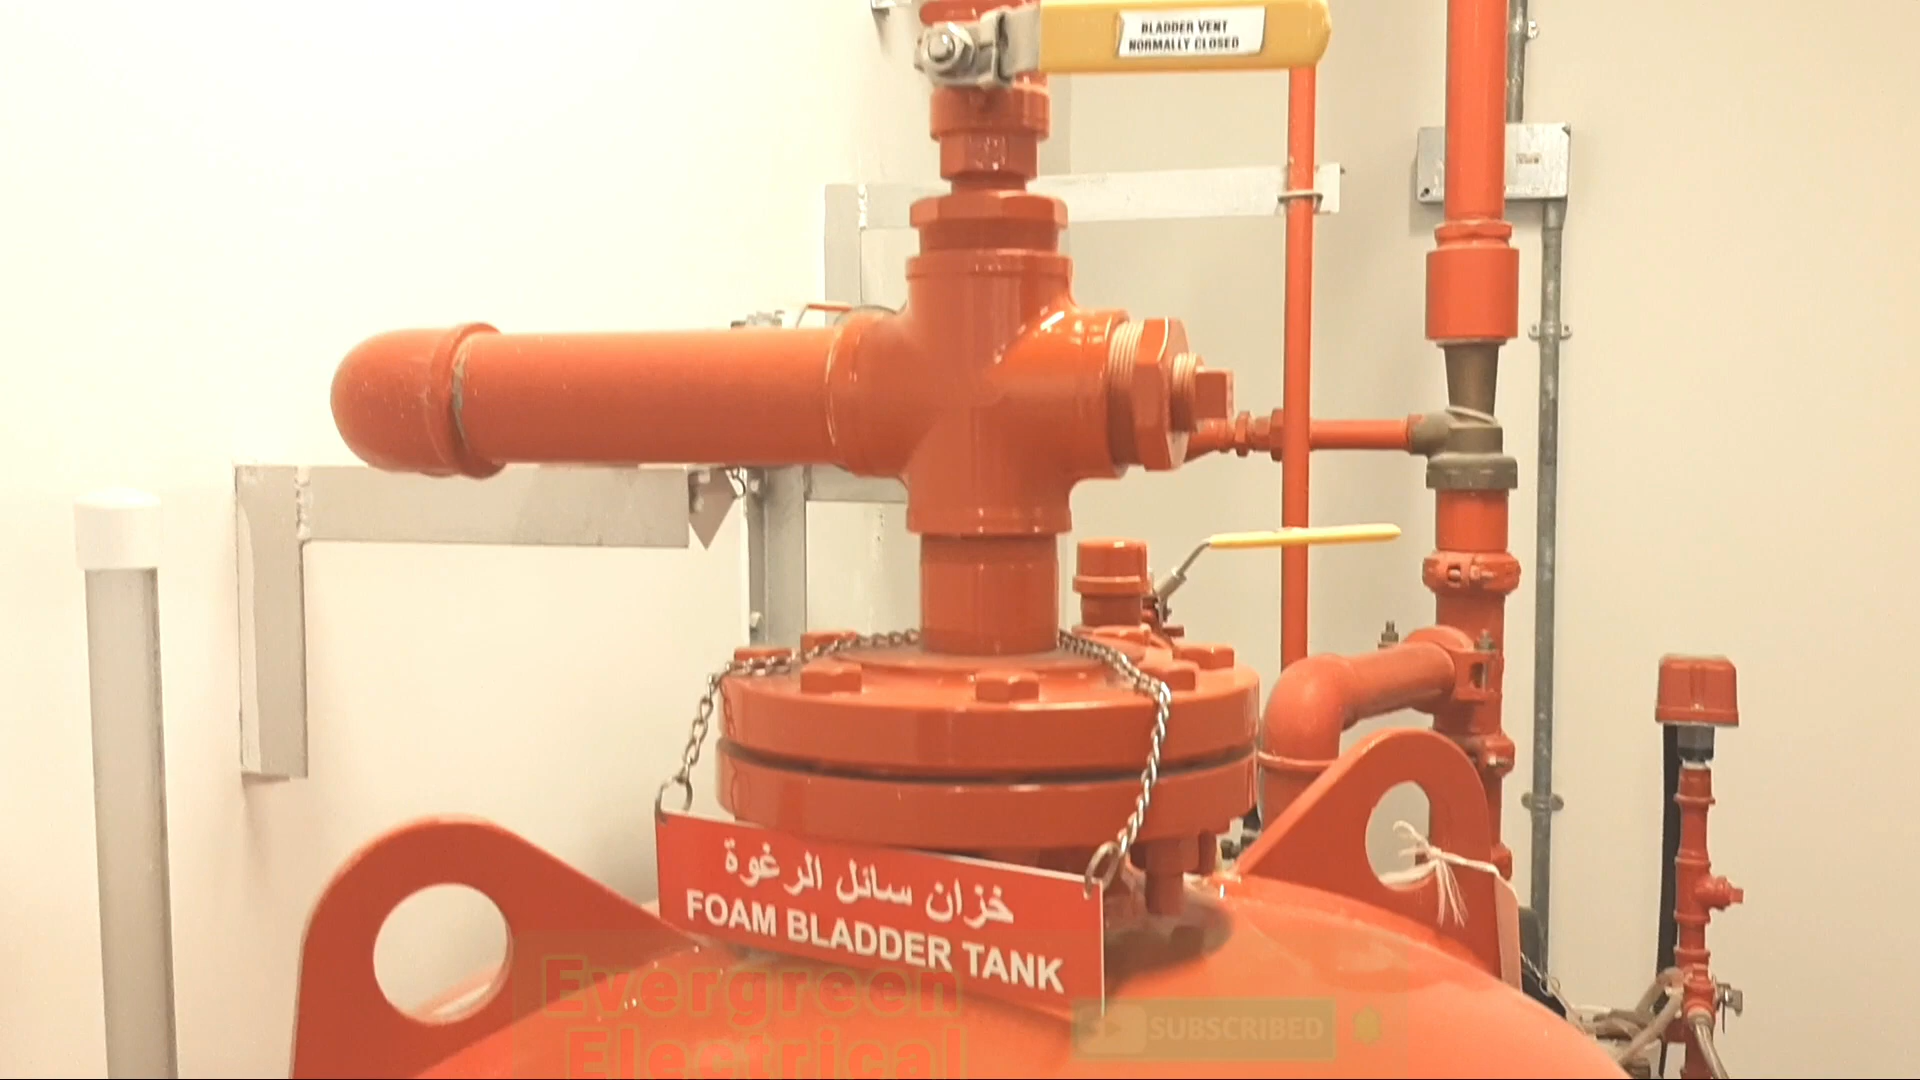 BLADDER VENT
NORMALLY CLOSED
خزان سائل الرغوة
FOAM BLADDER TANK
Evergreen
Electrical
SUBSCRIBED